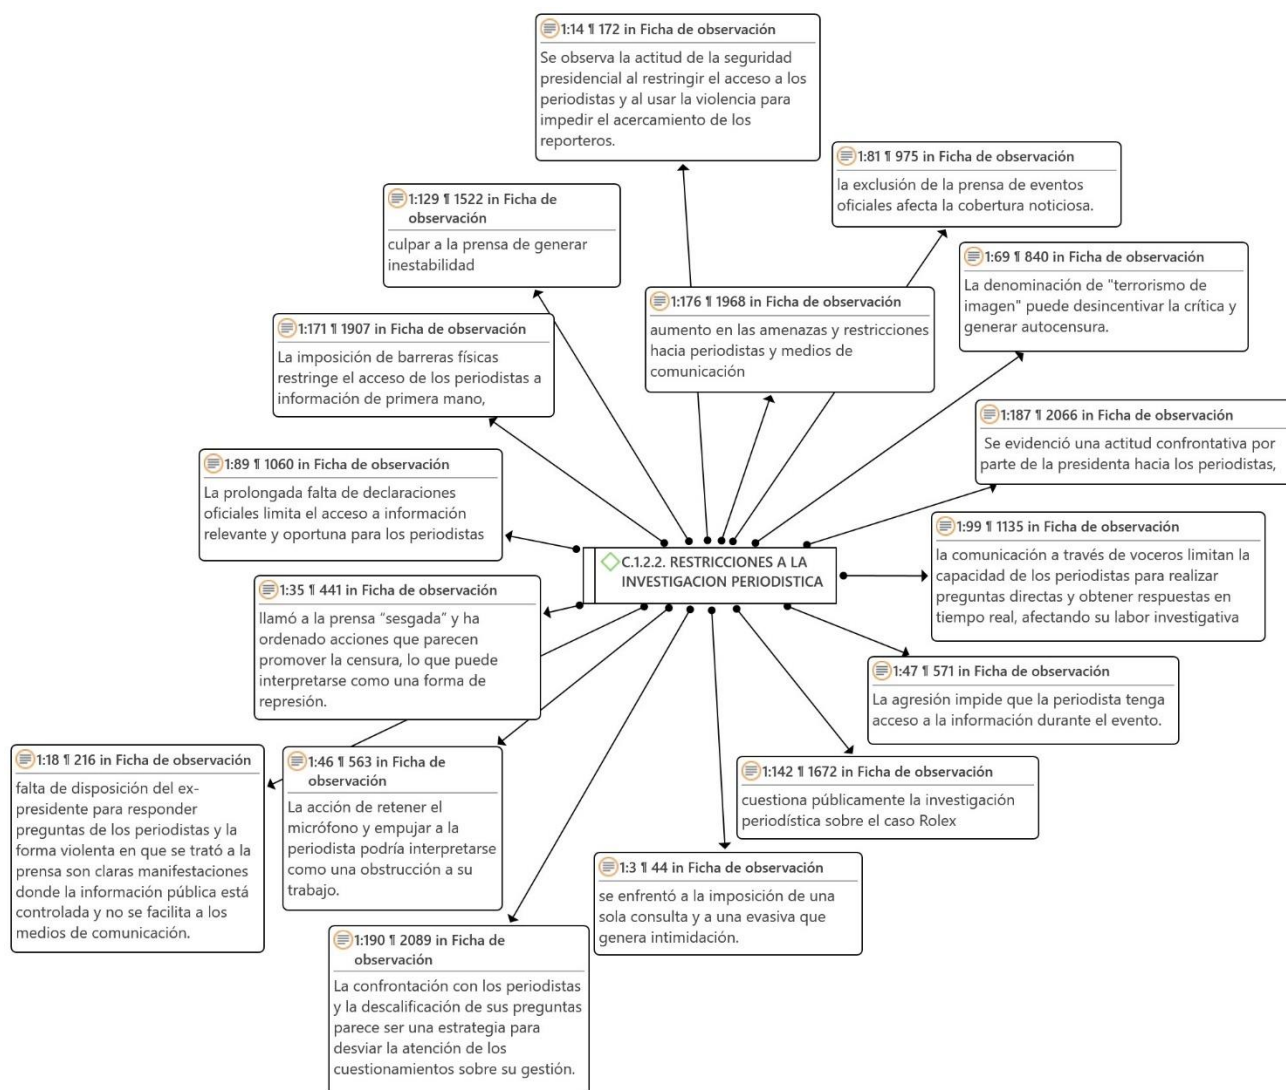 1:14 ¶ 172 in Ficha de observación
Se observa la actitud de la seguridad
presidencial al restringir el acceso a los
periodistas y al usar la violencia para
impedir el acercamiento de los
reporteros.
1:81 ¶ 975 in Ficha de observación
la exclusión de la prensa de eventos
oficiales afecta la cobertura noticiosa.
1:129 ¶ 1522 in Ficha de
observación
culpar a la prensa de generar
inestabilidad
1:69 ¶ 840 in Ficha de observación
La denominación de "terrorismo de
imagen" puede desincentivar la crítica y
generar autocensura.
1:176 ¶ 1968 in Ficha de observación
aumento en las amenazas y restricciones
hacia periodistas y medios de
comunicación
1:171 ¶ 1907 in Ficha de observación
La imposición de barreras físicas
restringe el acceso de los periodistas a
información de primera mano,
1:187 ¶ 2066 in Ficha de observación
Se evidenció una actitud confrontativa por
parte de la presidenta hacia los periodistas,
1:89 ¶ 1060 in Ficha de observación
La prolongada falta de declaraciones
oficiales limita el acceso a información
relevante y oportuna para los periodistas
1:99 ¶ 1135 in Ficha de observación
la comunicación a través de voceros limitan la
capacidad de los periodistas para realizar
preguntas directas y obtener respuestas en
tiempo real, afectando su labor investigativa
C.1.2.2. RESTRICCIONES A LA
INVESTIGACION PERIODISTICA
1:35 ¶ 441 in Ficha de observación
llamó a la prensa “sesgada” y ha
ordenado acciones que parecen
promover la censura, lo que puede
interpretarse como una forma de
represión.
1:47 ¶ 571 in Ficha de observación
La agresión impide que la periodista tenga
acceso a la información durante el evento.
1:18 ¶ 216 in Ficha de observación
falta de disposición del ex-
presidente para responder
preguntas de los periodistas y la
forma violenta en que se trató a la
prensa son claras manifestaciones
donde la información pública está
controlada y no se facilita a los
medios de comunicación.
1:46 ¶ 563 in Ficha de
observación
La acción de retener el
micrófono y empujar a la
periodista podría interpretarse
como una obstrucción a su
trabajo.
1:142 ¶ 1672 in Ficha de observación
cuestiona públicamente la investigación
periodística sobre el caso Rolex
1:3 ¶ 44 in Ficha de observación
se enfrentó a la imposición de una
sola consulta y a una evasiva que
genera intimidación.
1:190 ¶ 2089 in Ficha de
observación
La confrontación con los periodistas
y la descalificación de sus preguntas
parece ser una estrategia para
desviar la atención de los
cuestionamientos sobre su gestión.